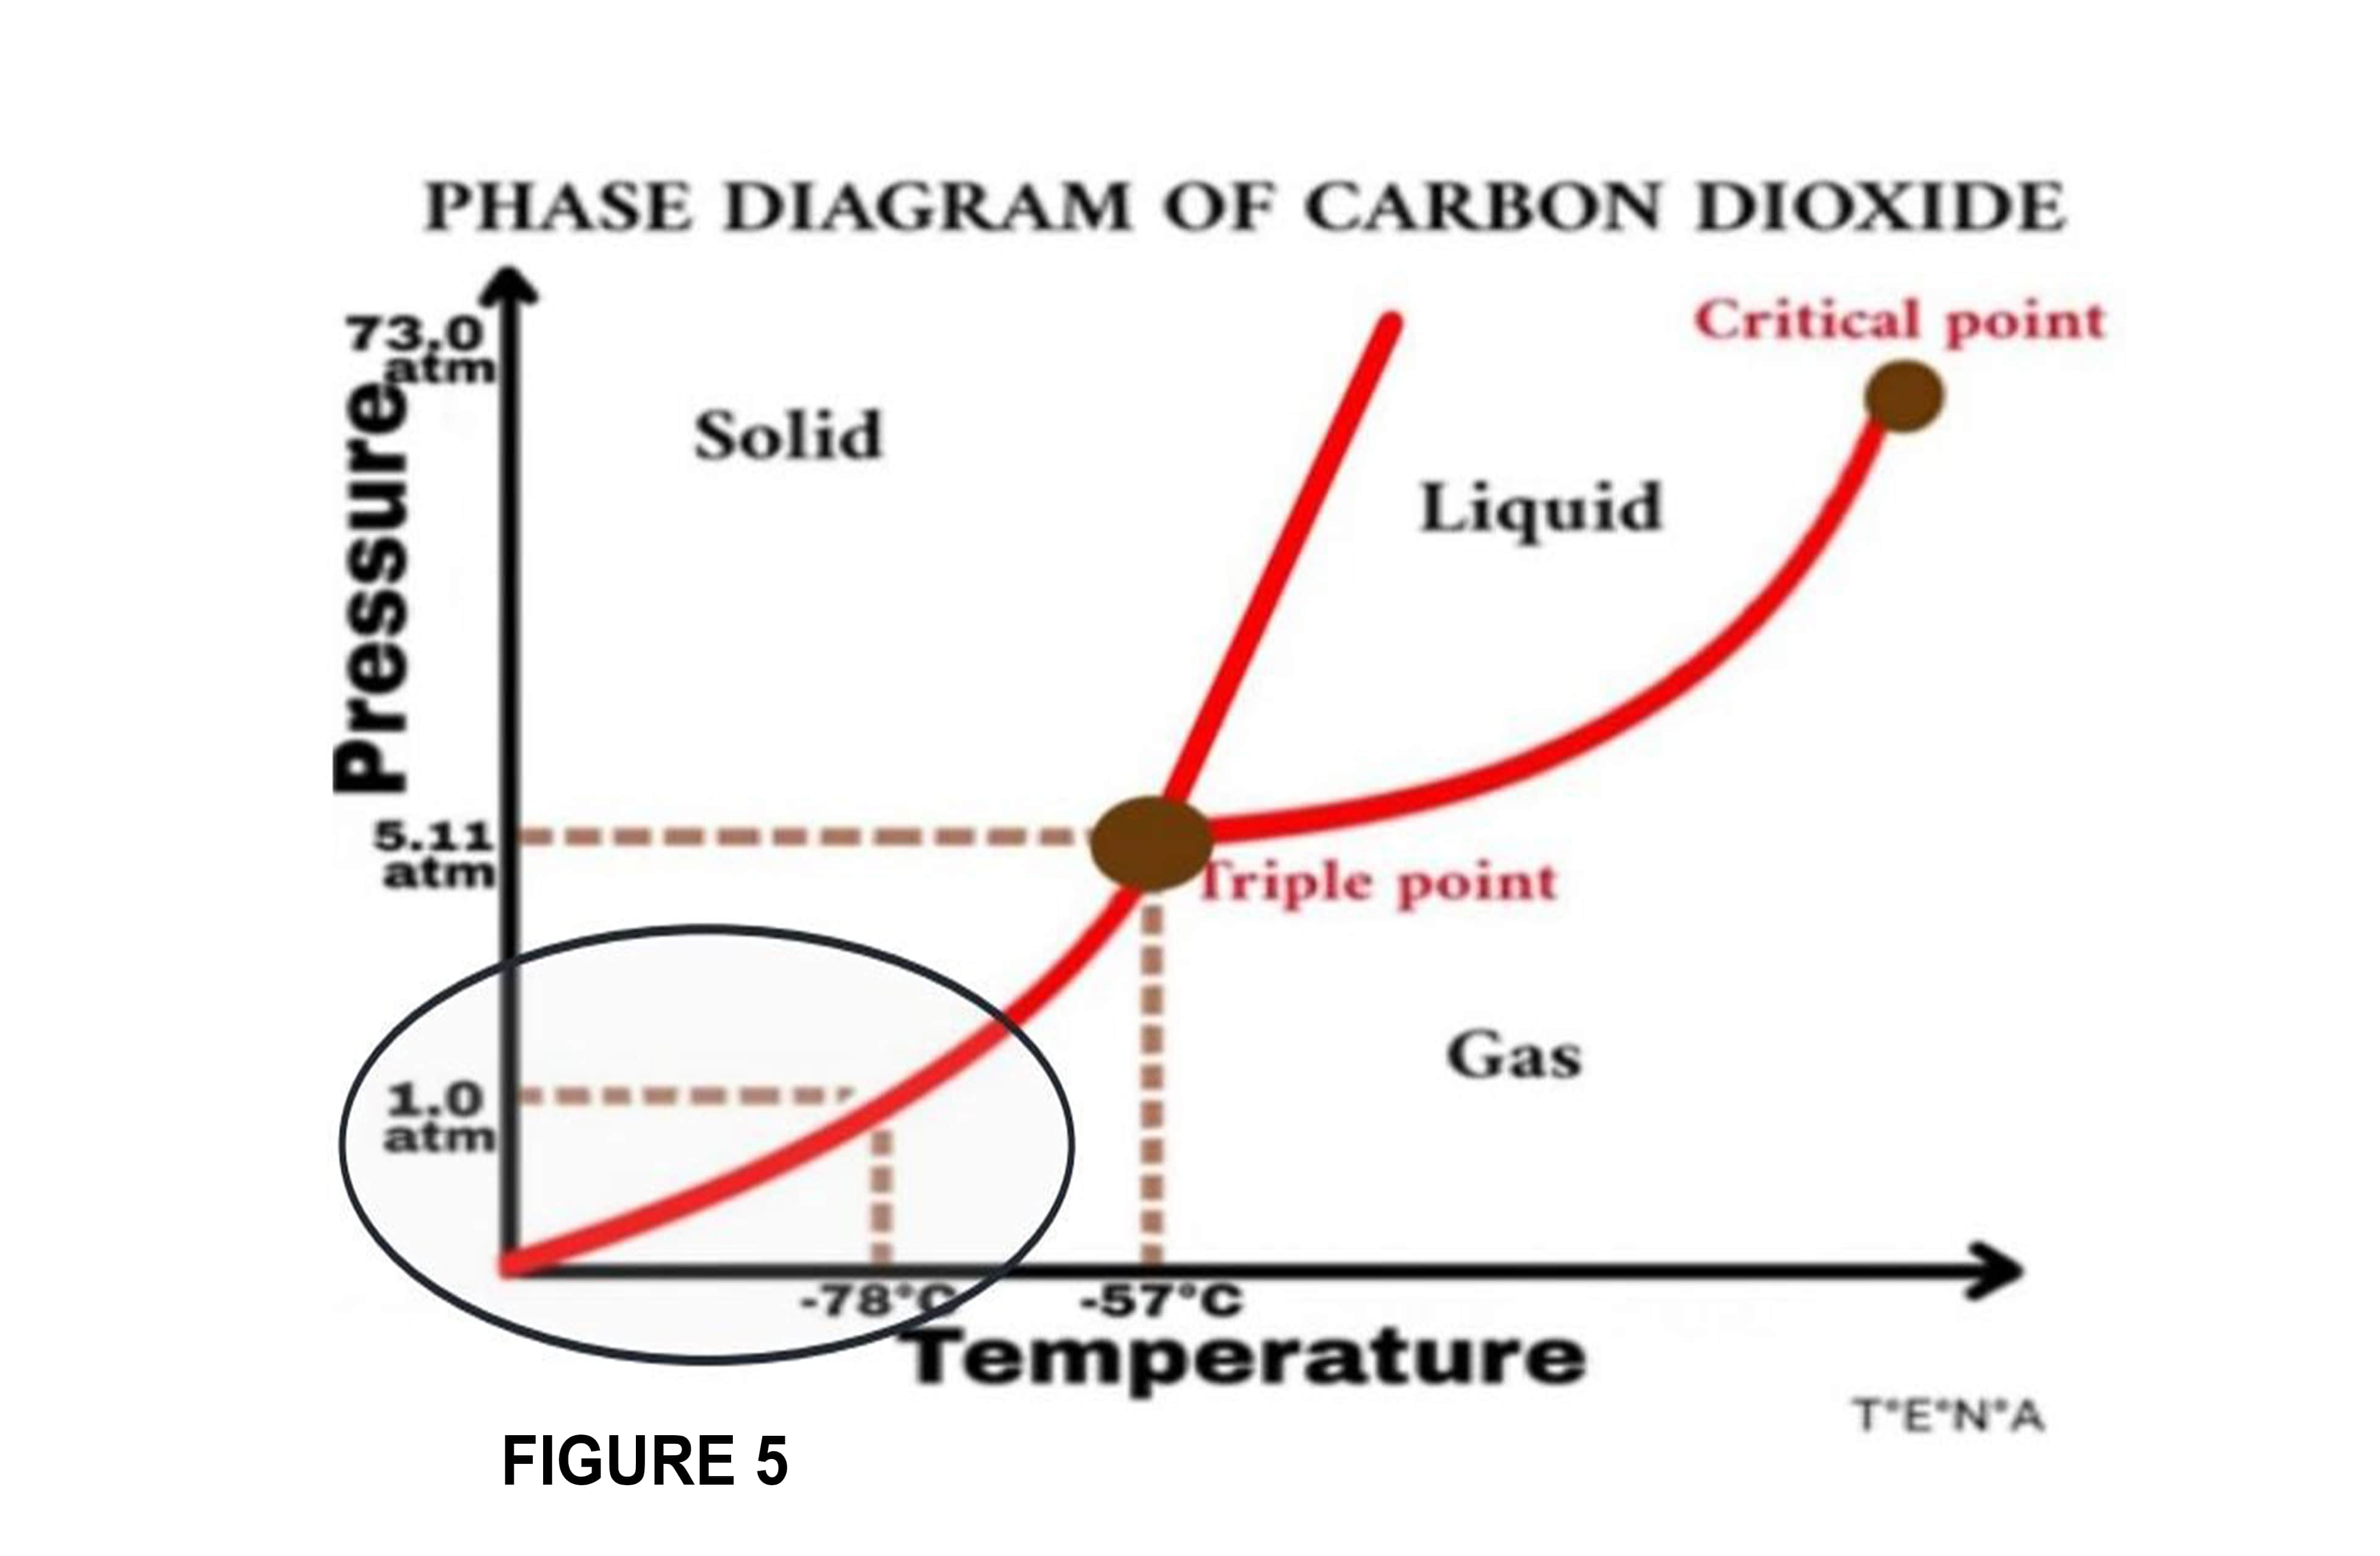 PHASE DIAGRAM OF CARBON DIOXIDE
Critical point
73.0
atm
Pressure
Solid
Liquid
5.11
atm
Triple point
Gas
1.0
atm
-78°C
-57°C
Temperature
T°E°N°A
FIGURE 5